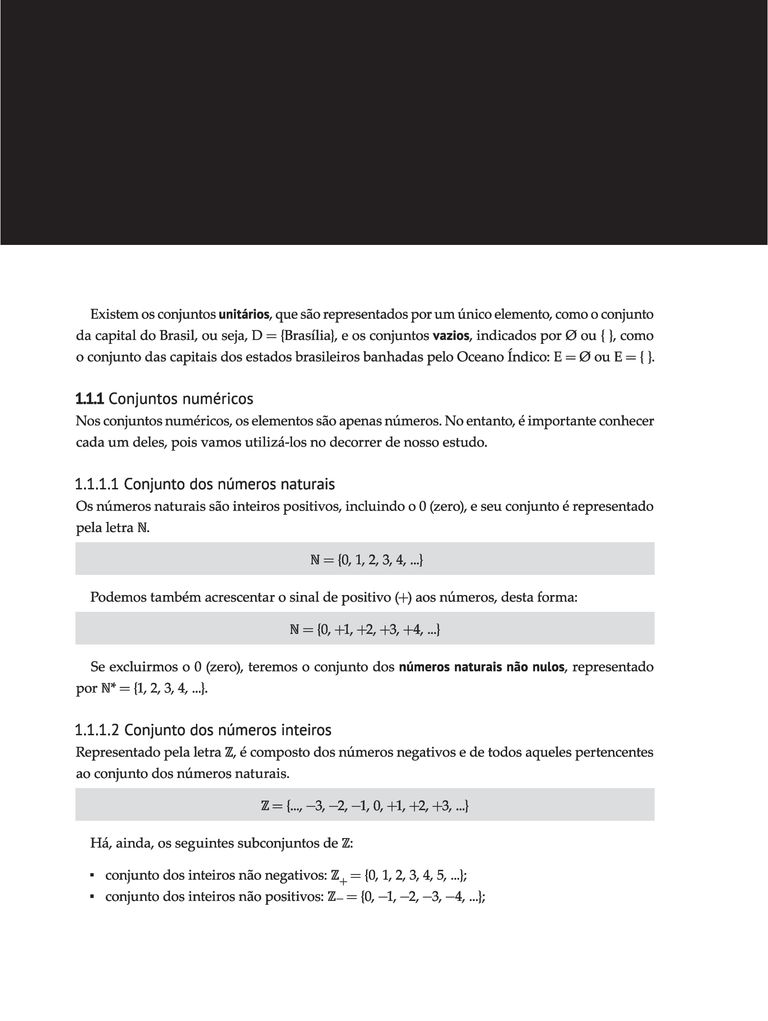 Existem os conjuntos unitários, que são representados por um único elemento, como o conjunto
da capital do Brasil, ou seja, D = {Brasília}, e os conjuntos vazios, indicados por Ø ou { }, como
o conjunto das capitais dos estados brasileiros banhadas pelo Oceano Índico: E = Ø ou E = { }.
1.1.1 Conjuntos numéricos
Nos conjuntos numéricos, os elementos são apenas números. No entanto, é importante conhecer
cada um deles, pois vamos utilizá-los no decorrer de nosso estudo.
1.1.1.1 Conjunto dos números naturais
Os números naturais são inteiros positivos, incluindo o 0 (zero), e seu conjunto é representado
pela letra ℕ.
ℕ = {0, 1, 2, 3, 4, ...}
Podemos também acrescentar o sinal de positivo (+) aos números, desta forma:
ℕ = {0, +1, +2, +3, +4, ...}
Se excluirmos o 0 (zero), teremos o conjunto dos números naturais não nulos, representado
por ℕ* = {1, 2, 3, 4, ...}.
1.1.1.2 Conjunto dos números inteiros
Representado pela letra ℤ, é composto dos números negativos e de todos aqueles pertencentes
ao conjunto dos números naturais.
ℤ = {..., −3, −2, −1, 0, +1, +2, +3, ...}
Há, ainda, os seguintes subconjuntos de ℤ:
▪ conjunto dos inteiros não negativos: ℤ₊ = {0, 1, 2, 3, 4, 5, ...};
▪ conjunto dos inteiros não positivos: ℤ₋ = {0, −1, −2, −3, −4, ...};